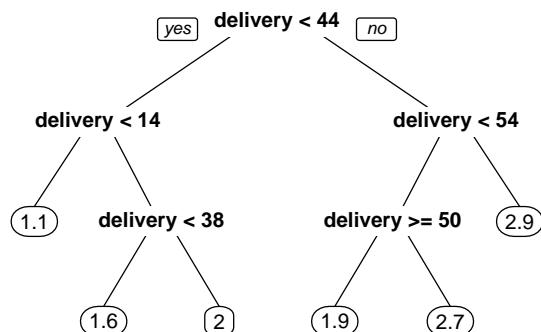 yes delivery < 44 no
delivery < 14 delivery < 54
1.1 delivery < 38 delivery >= 50 2.9
1.6 2 1.9 2.7